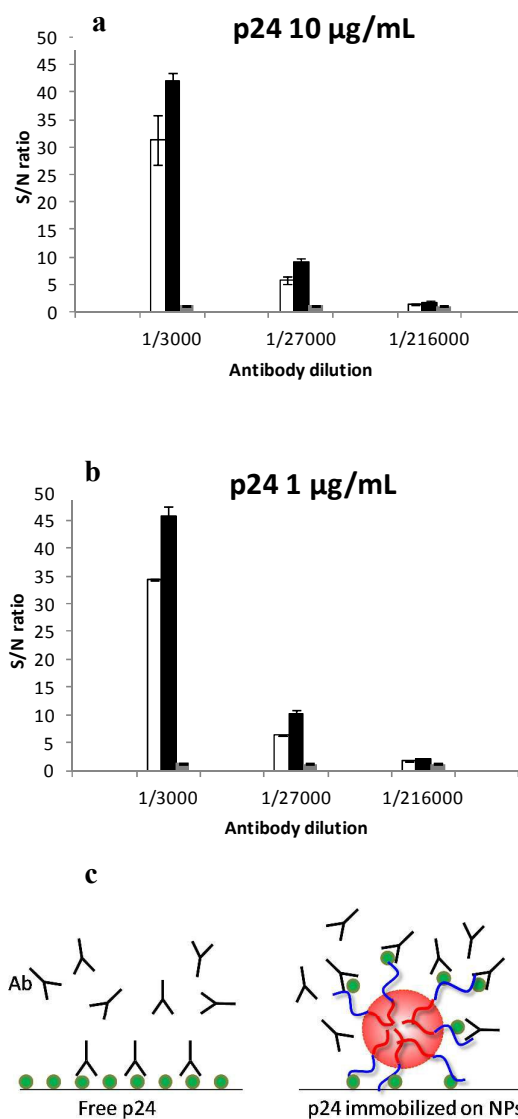 a
p24 10 µg/mL
50
45
40
35
30
25
20
15
10
5
0
S/N ratio
1/3000 1/27000 1/216000
Antibody dilution
b
p24 1 µg/mL
50
45
40
35
30
25
20
15
10
5
0
S/N ratio
1/3000 1/27000 1/216000
Antibody dilution
c
Ab
Free p24
p24 immobilized on NPs